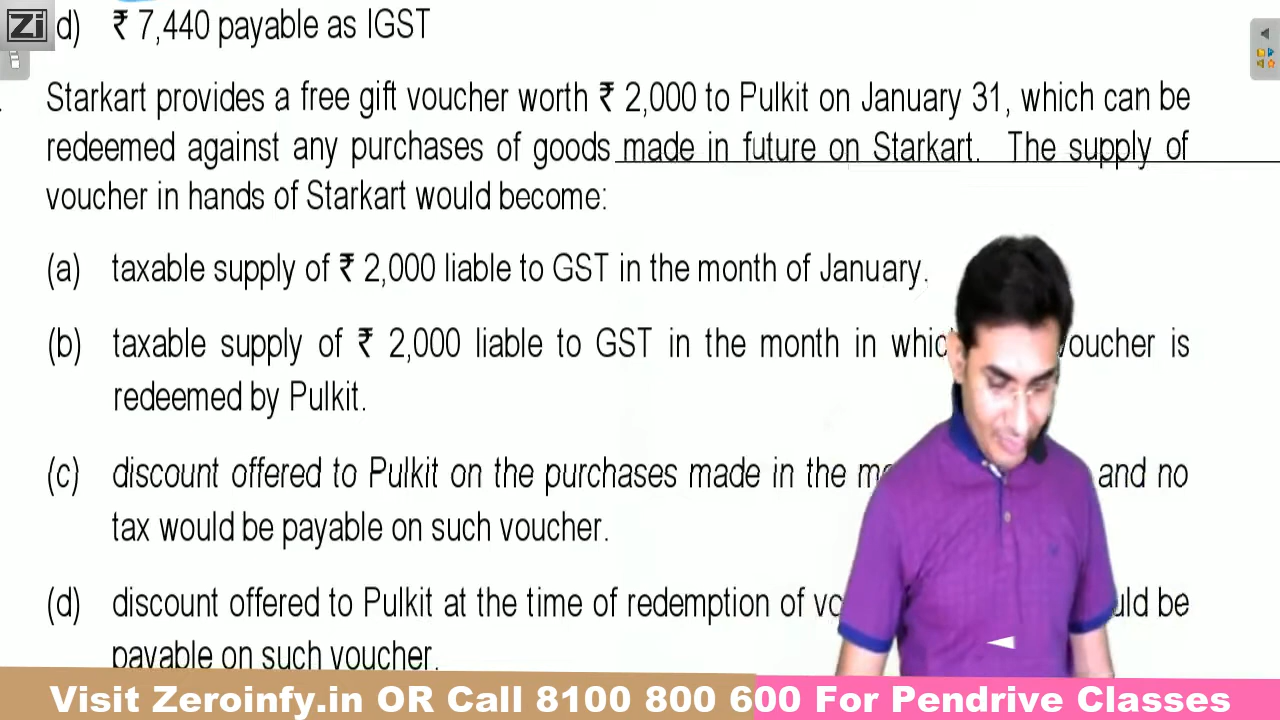 Zi
d) ₹ 7,440 payable as IGST
Starkart provides a free gift voucher worth ₹ 2,000 to Pulkit on January 31, which can be
redeemed against any purchases of goods made in future on Starkart. The supply of
voucher in hands of Starkart would become:
(a) taxable supply of ₹ 2,000 liable to GST in the month of January.
(b) taxable supply of ₹ 2,000 liable to GST in the month in voucher is
redeemed by Pulkit.
(c) discount offered to Pulkit on the purchases made in the and no
tax would be payable on such voucher.
(d) discount offered to Pulkit at the time of redemption of be
payable on such voucher.
Visit Zeroinfy.in OR Call 8100 800 600 For Pendrive Classes